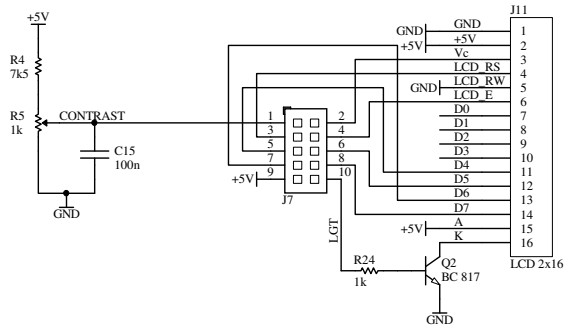 J11
+5V
GND
GND
1
+5V
+5V
2
R4
7k5
Vc
3
LCD_RS
4
GND
LCD_RW
5
LCD_E
6
R5
1k
CONTRAST
D0
7
1
2
D1
8
3
4
D2
9
C15
100n
5
6
D3
10
7
8
D4
11
+5V
9
10
D5
12
J7
D6
13
GND
D7
14
LGT
+5V
A
15
K
16
R24
1k
Q2
BC 817
LCD 2x16
GND